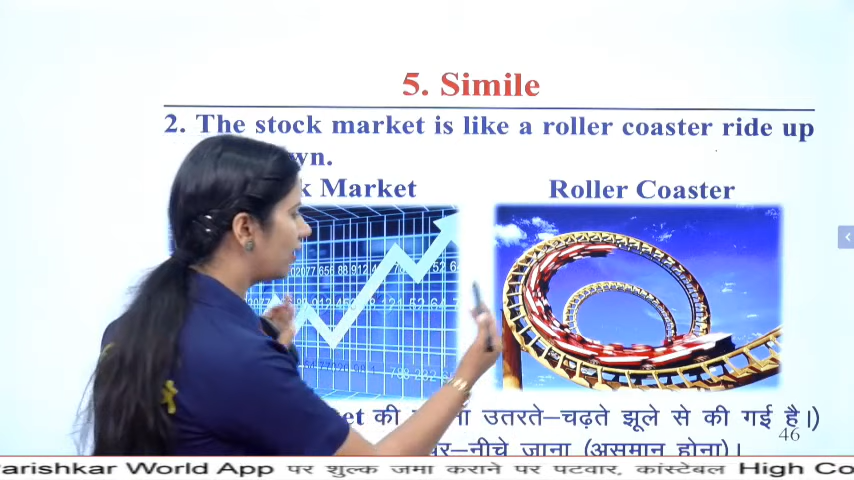 5. Simile
2. The stock market is like a roller coaster ride up
wn.
k Market
Roller Coaster
et की उतरते–चढ़ते झूले से की गई है।)
46
–नीचे जाना (असमान होना)।
arishkar World App पर शुल्क जमा कराने पर पटवार, कांस्टेबल High Co